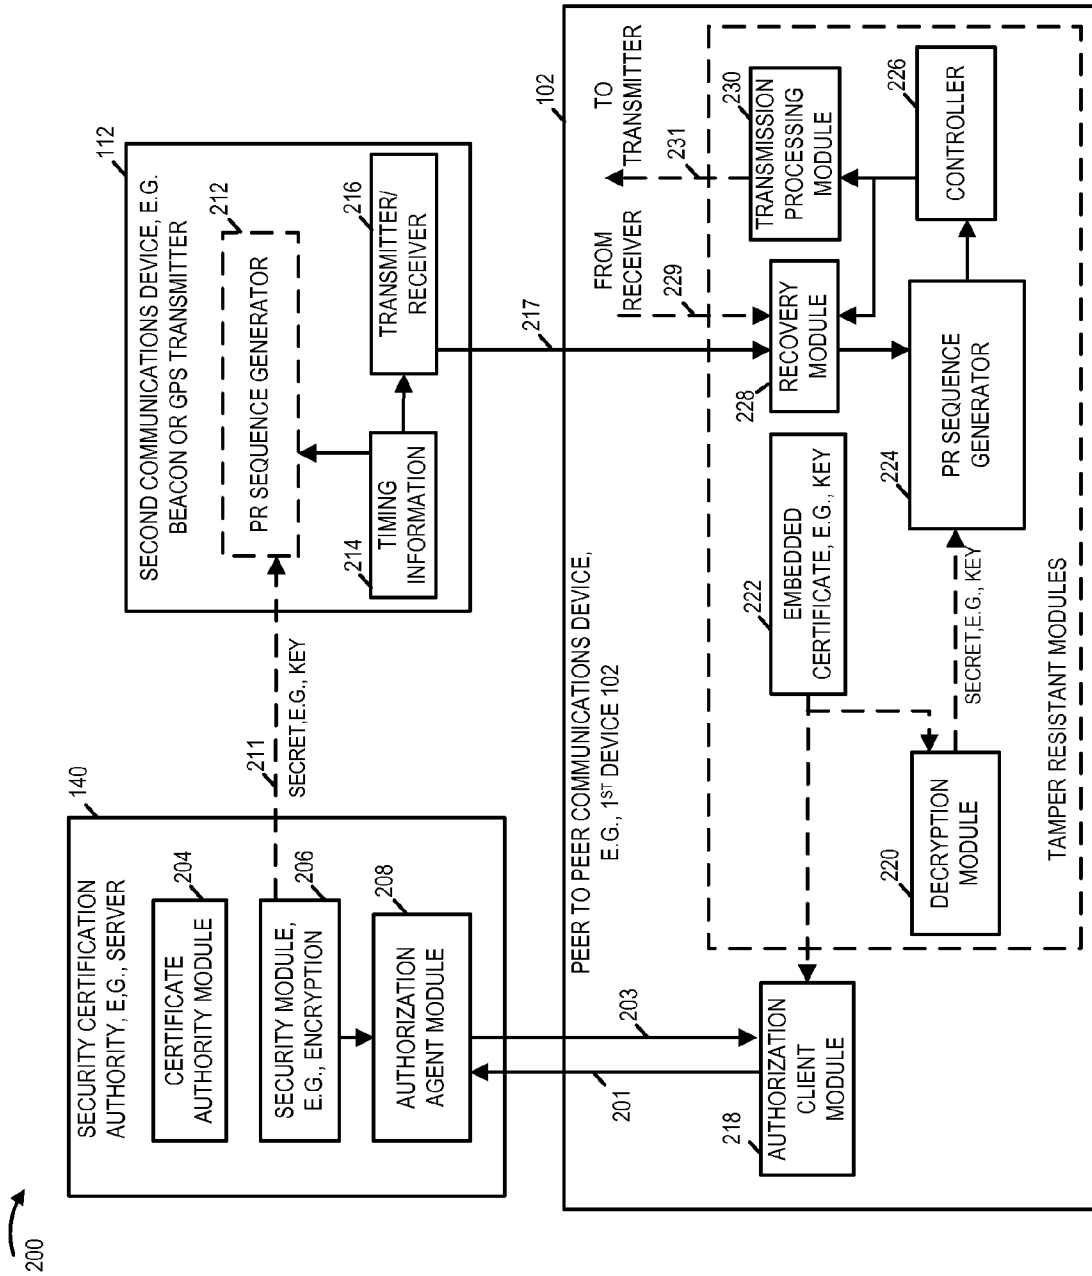 200
SECURITY CERTIFICATION
AUTHORITY, E,G., SERVER
140
CERTIFICATE
AUTHORITY MODULE
204
SECURITY MODULE,
E.G., ENCRYPTION
206
AUTHORIZATION
AGENT MODULE
208
211
SECRET,E.G., KEY
SECOND COMMUNICATIONS DEVICE, E.G.
BEACON OR GPS TRANSMITTER
112
PR SEQUENCE GENERATOR
212
214
TIMING
INFORMATION
TRANSMITTER/
RECEIVER
216
201
203
217
PEER TO PEER COMMUNICATIONS DEVICE,
E.G., 1ST DEVICE 102
102
218
AUTHORIZATION
CLIENT
MODULE
222
EMBEDDED
CERTIFICATE, E.G., KEY
228
RECOVERY
MODULE
FROM
RECEIVER
229
TO
TRANSMITTER
231
TRANSMISSION
PROCESSING
MODULE
230
220
DECRYPTION
MODULE
SECRET,E.G., KEY
224
PR SEQUENCE
GENERATOR
CONTROLLER
226
TAMPER RESISTANT MODULES